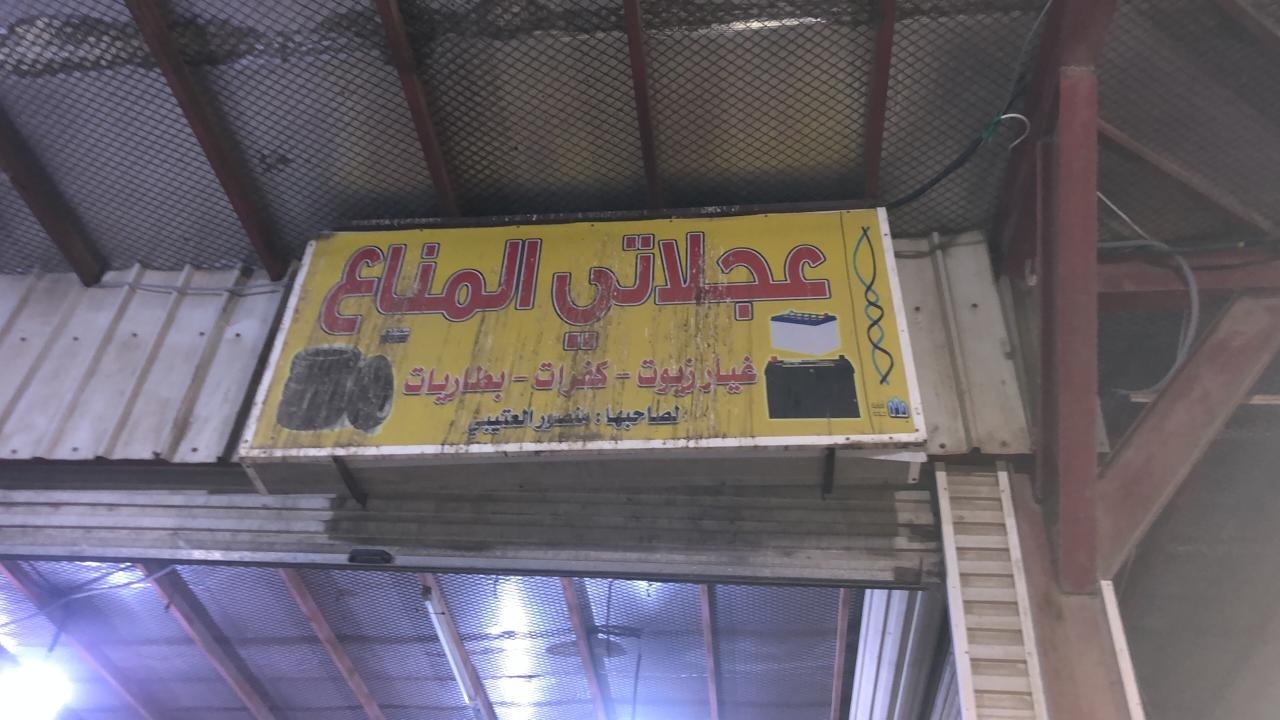 عجلاتي المناع
غيار زيوت - كفرات - بطاريات
لصاحبها : منصور العتيبي